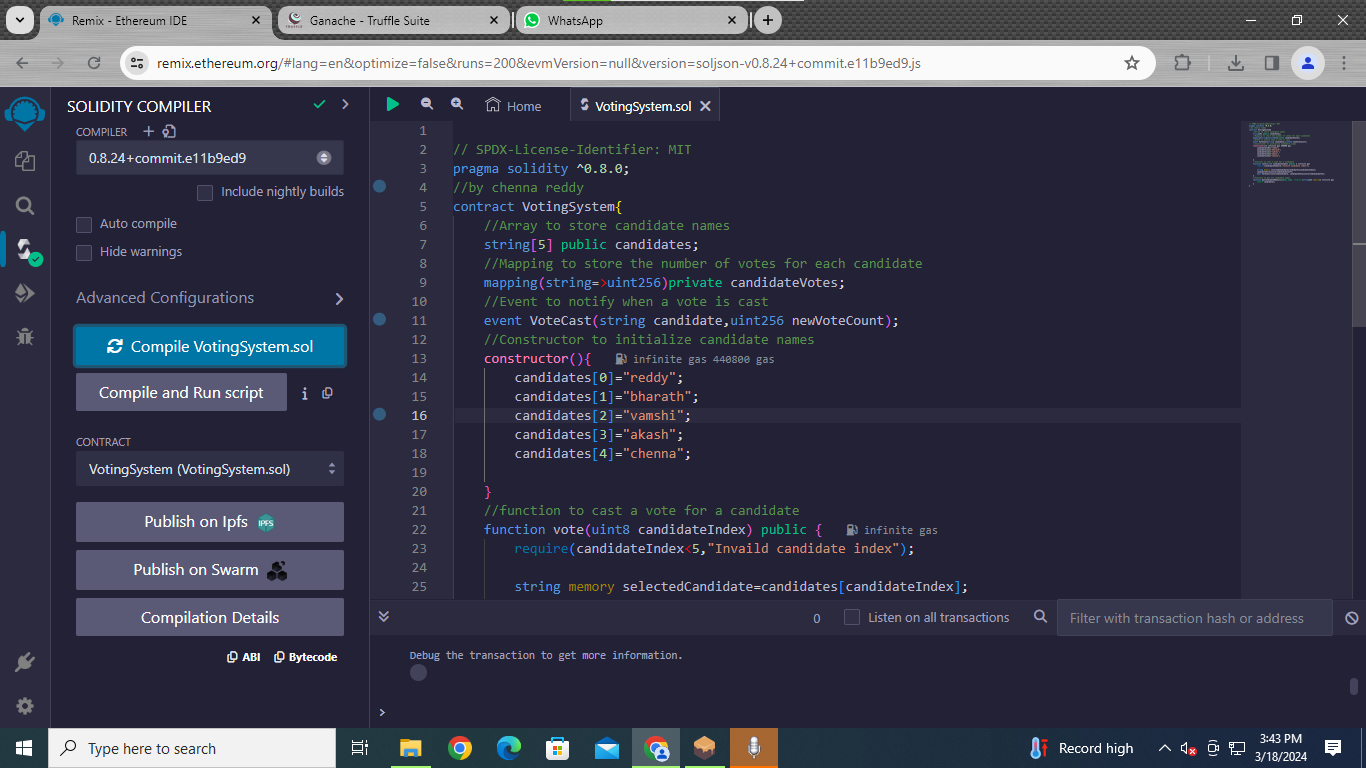 Remix - Ethereum IDE
Ganache - Truffle Suite
WhatsApp
remix.ethereum.org/#lang=en&optimize=false&runs=200&evmVersion=null&version=soljson-v0.8.24+commit.e11b9ed9.js
SOLIDITY COMPILER
COMPILER
0.8.24+commit.e11b9ed9
Include nightly builds
Auto compile
Hide warnings
Advanced Configurations
Compile VotingSystem.sol
Compile and Run script
CONTRACT
VotingSystem (VotingSystem.sol)
Publish on Ipfs IPFS
Publish on Swarm
Compilation Details
ABI Bytecode
Home VotingSystem.sol
1
2 // SPDX-License-Identifier: MIT
3 pragma solidity ^0.8.0;
4 //by chenna reddy
5 contract VotingSystem{
6 //Array to store candidate names
7 string[5] public candidates;
8 //Mapping to store the number of votes for each candidate
9 mapping(string=>uint256)private candidateVotes;
10 //Event to notify when a vote is cast
11 event VoteCast(string candidate,uint256 newVoteCount);
12 //Constructor to initialize candidate names
13 constructor(){ infinite gas 440800 gas
14 candidates[0]="reddy";
15 candidates[1]="bharath";
16 candidates[2]="vamshi";
17 candidates[3]="akash";
18 candidates[4]="chenna";
19
20 }
21 //function to cast a vote for a candidate
22 function vote(uint8 candidateIndex) public { infinite gas
23 require(candidateIndex<5,"Invaild candidate index");
24
25 string memory selectedCandidate=candidates[candidateIndex];
0 Listen on all transactions Filter with transaction hash or address
Debug the transaction to get more information.
>
Type here to search
Record high
3:43 PM
3/18/2024